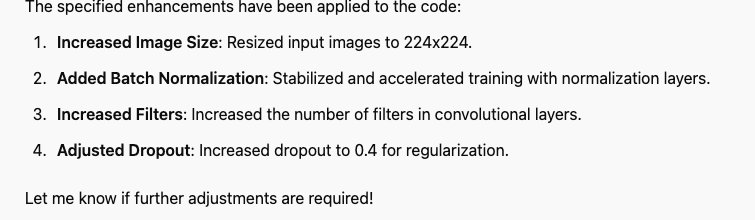 The specified enhancements have been applied to the code:
1. Increased Image Size: Resized input images to 224x224.
2. Added Batch Normalization: Stabilized and accelerated training with normalization layers.
3. Increased Filters: Increased the number of filters in convolutional layers.
4. Adjusted Dropout: Increased dropout to 0.4 for regularization.
Let me know if further adjustments are required!